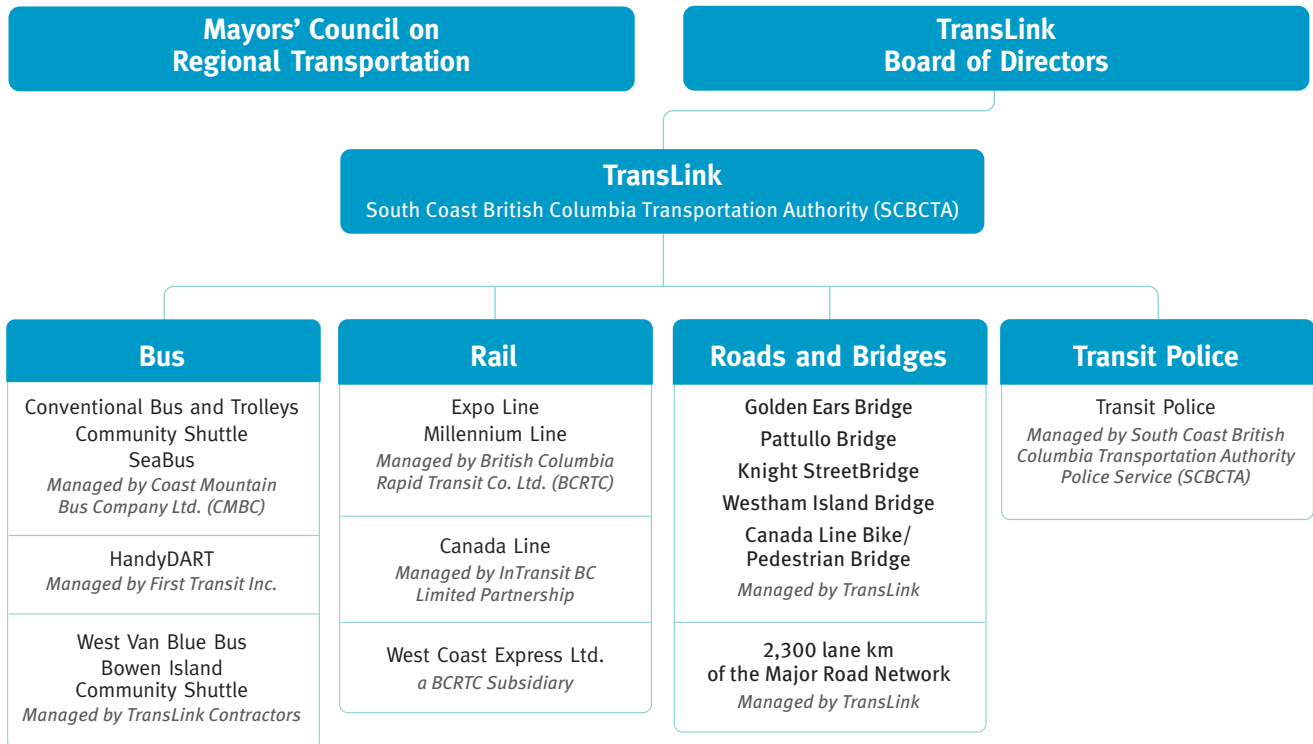 Mayors' Council on
Regional Transportation
TransLink
Board of Directors
TransLink
South Coast British Columbia Transportation Authority (SCBCTA)
Bus
Conventional Bus and Trolleys
Community Shuttle
SeaBus
Managed by Coast Mountain
Bus Company Ltd. (CMBC)
HandyDART
Managed by First Transit Inc.
West Van Blue Bus
Bowen Island
Community Shuttle
Managed by TransLink Contractors
Rail
Expo Line
Millennium Line
Managed by British Columbia
Rapid Transit Co. Ltd. (BCRTC)
Canada Line
Managed by InTransit BC
Limited Partnership
West Coast Express Ltd.
a BCRTC Subsidiary
Roads and Bridges
Golden Ears Bridge
Pattullo Bridge
Knight StreetBridge
Westham Island Bridge
Canada Line Bike/
Pedestrian Bridge
Managed by TransLink
2,300 lane km
of the Major Road Network
Managed by TransLink
Transit Police
Transit Police
Managed by South Coast British
Columbia Transportation Authority
Police Service (SCBCTA)